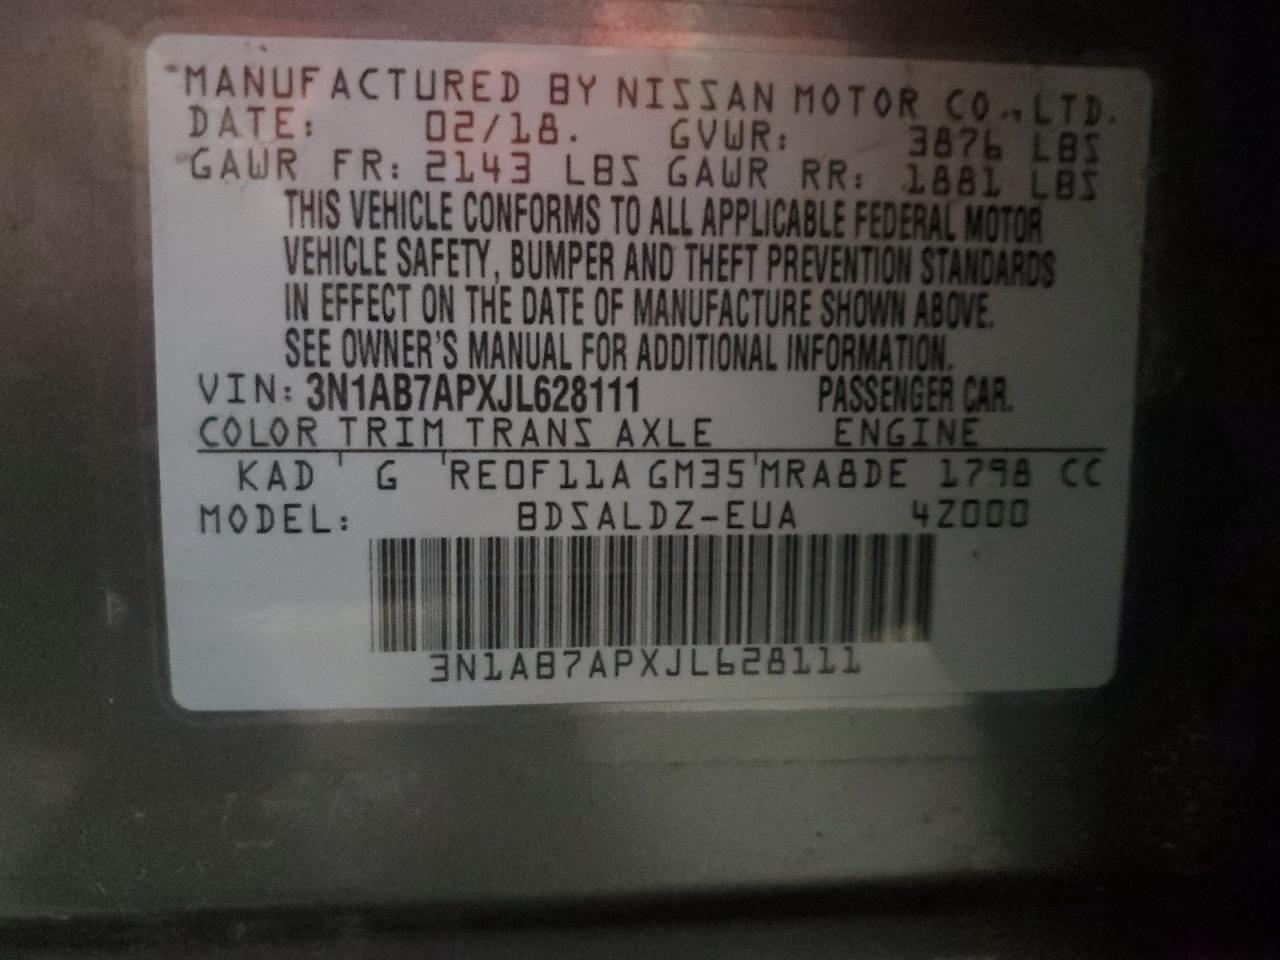 MANUFACTURED BY NISSAN MOTOR CO., LTD.
DATE: 02/18. GVWR: 3876 LBS
GAWR FR: 2143 LBS GAWR RR: 1881 LBS
THIS VEHICLE CONFORMS TO ALL APPLICABLE FEDERAL MOTOR
VEHICLE SAFETY, BUMPER AND THEFT PREVENTION STANDARDS
IN EFFECT ON THE DATE OF MANUFACTURE SHOWN ABOVE.
SEE OWNER'S MANUAL FOR ADDITIONAL INFORMATION.
VIN: 3N1AB7APXJL628111 PASSENGER CAR.
COLOR TRIM TRANS AXLE ENGINE
KAD G RE0F11A GM35 MRA8DE 1798 CC
MODEL: BDSALDZ-EUA 4Z000
3N1AB7APXJL628111